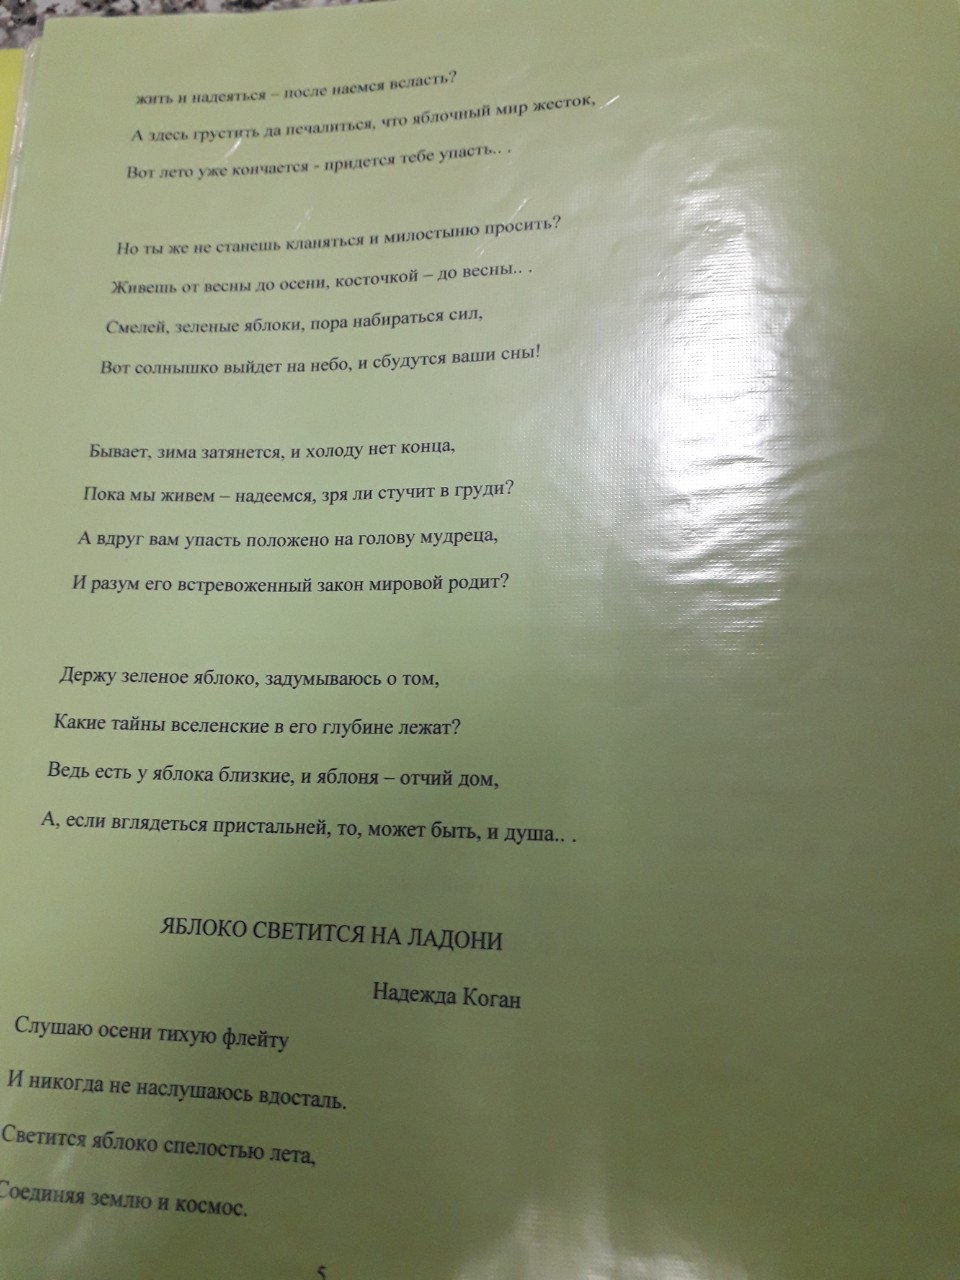 жить и надеяться – после наемся всласть?
А здесь грустить да печалиться, что яблочный мир жесток,
Вот лето уже кончается - придется тебе упасть.. .
Но ты же не станешь кланяться и милостыню просить?
Живешь от весны до осени, косточкой – до весны.. .
Смелей, зеленые яблоки, пора набираться сил,
Вот солнышко выйдет на небо, и сбудутся ваши сны!
Бывает, зима затянется, и холоду нет конца,
Пока мы живем – надеемся, зря ли стучит в груди?
А вдруг вам упасть положено на голову мудреца,
И разум его встревоженный закон мировой родит?
Держу зеленое яблоко, задумываюсь о том,
Какие тайны вселенские в его глубине лежат?
Ведь есть у яблока близкие, и яблоня – отчий дом,
А, если вглядеться пристальней, то, может быть, и душа.. .
ЯБЛОКО СВЕТИТСЯ НА ЛАДОНИ
Надежда Коган
Слушаю осени тихую флейту
И никогда не наслушаюсь вдосталь.
Светится яблоко спелостью лета,
Соединяя землю и космос.
5